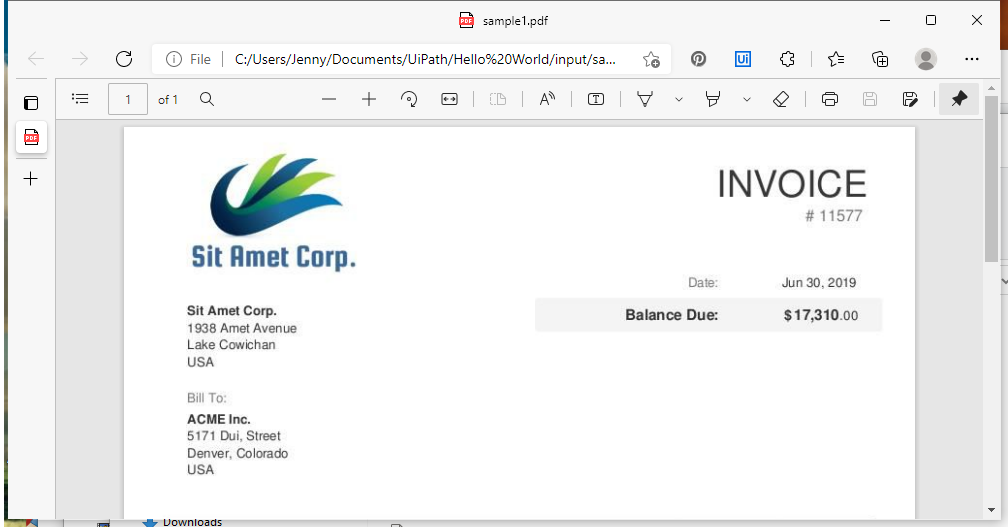 sample1.pdf
File C:/Users/Jenny/Documents/UiPath/Hello%20World/input/sa...
Ui
1 of 1
PDF
Sit Amet Corp.
INVOICE
# 11577
Date: Jun 30, 2019
Balance Due: $17,310.00
Sit Amet Corp.
1938 Amet Avenue
Lake Cowichan
USA
Bill To:
ACME Inc.
5171 Dui, Street
Denver, Colorado
USA
Downloads